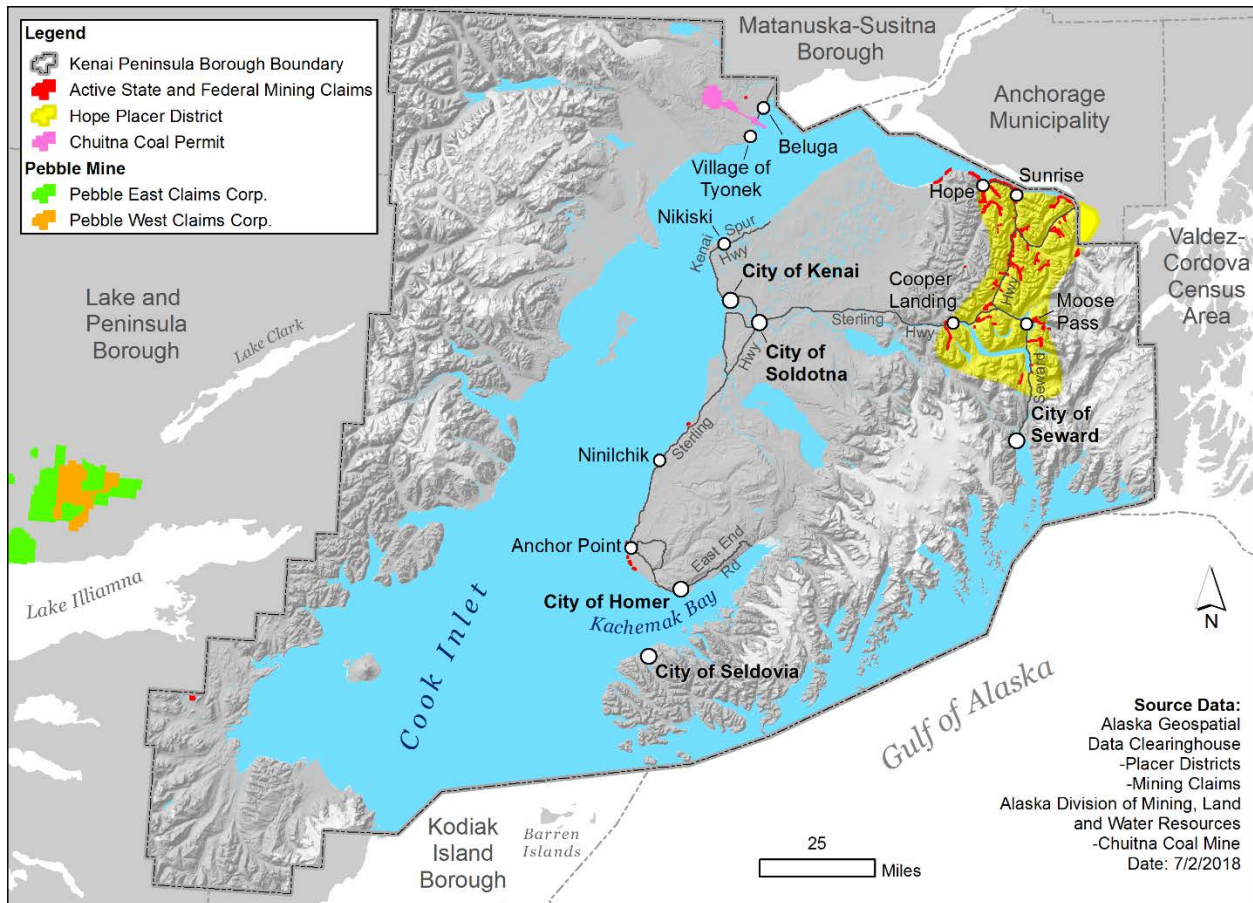 Legend
Kenai Peninsula Borough Boundary
Active State and Federal Mining Claims
Hope Placer District
Chuitna Coal Permit
Pebble Mine
Pebble East Claims Corp.
Pebble West Claims Corp.
Matanuska-Susitna
Borough
Anchorage
Municipality
Beluga
Village of
Tyonek
Hope
Sunrise
Nikiski
Kenai
Spur
Hwy
City of Kenai
Valdez-
Cordova
Census
Area
Cooper
Landing
Hwy
Moose
Pass
Sterling
Hwy
Lake and
Peninsula
Borough
Lake Clark
City of
Soldotna
Hwy
Seward
City of
Seward
Ninilchik
Sterling
Anchor Point
East End
Rd
Lake Illiamna
City of Homer
Kachemak Bay
City of Seldovia
Cook Inlet
Gulf of Alaska
N
Kodiak
Island
Borough
Barren
Islands
25
Miles
Source Data:
Alaska Geospatial
Data Clearinghouse
-Placer Districts
-Mining Claims
Alaska Division of Mining, Land
and Water Resources
-Chuitna Coal Mine
Date: 7/2/2018